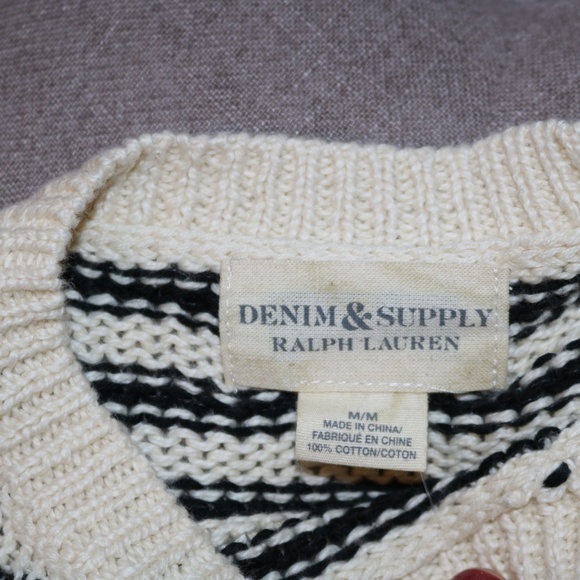 DENIM & SUPPLY
RALPH LAUREN
M/M
MADE IN CHINA/
FABRIQUÉ EN CHINE
100% COTTON/COTON